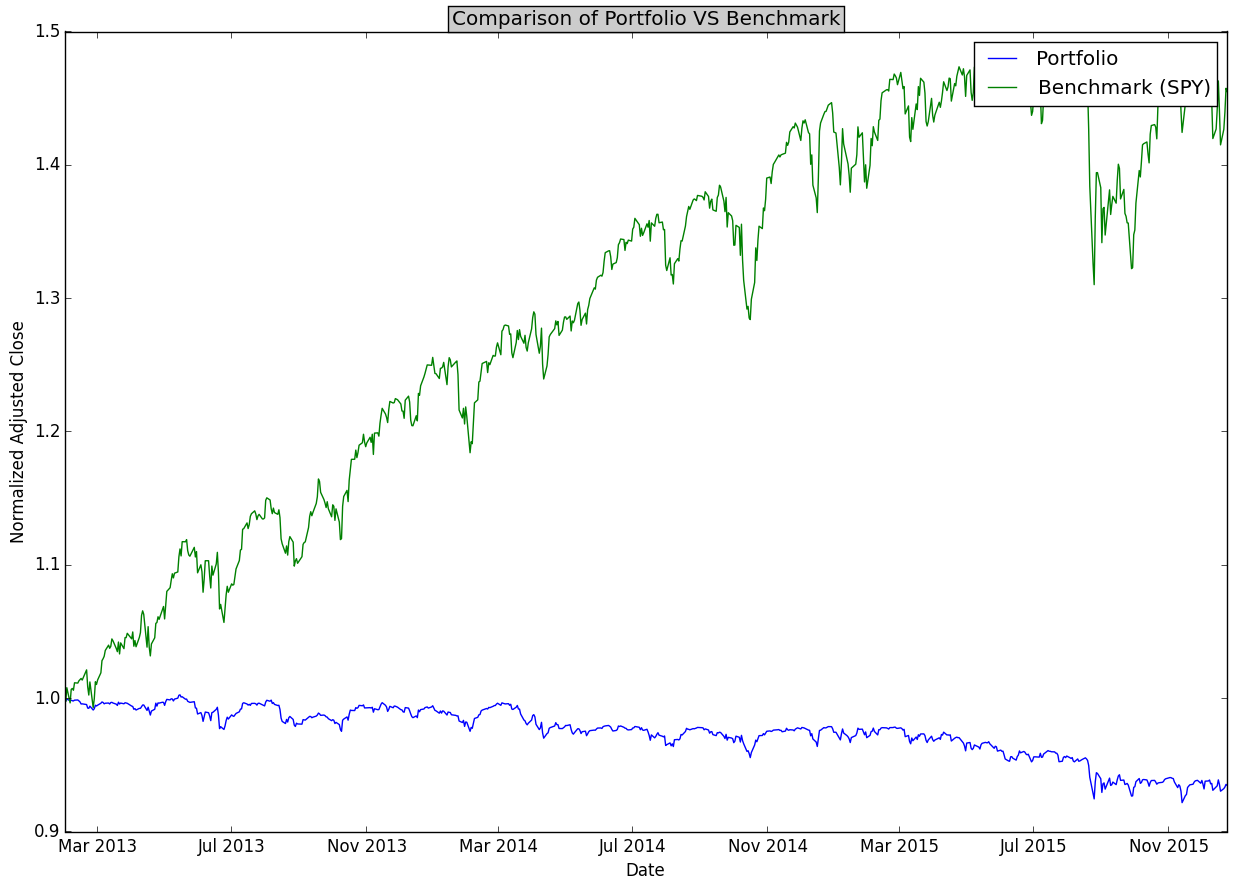 Comparison of Portfolio VS Benchmark
Portfolio
Benchmark (SPY)
1.5
1.4
1.3
1.2
1.1
1.0
0.9
Normalized Adjusted Close
Mar 2013 Jul 2013 Nov 2013 Mar 2014 Jul 2014 Nov 2014 Mar 2015 Jul 2015 Nov 2015
Date